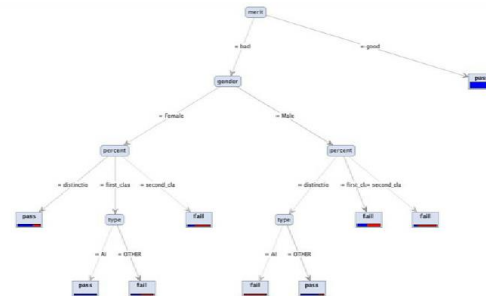 merit
= bad
= good
gender
pass
= Female
= Male
percent
percent
= distinctio
= first_clas
= second_cla
= distinctio
= first_cl
= second_cla
pass
type
fail
type
fail
fail
= AI
= OTHER
= AI
= OTHER
pass
fail
fail
pass